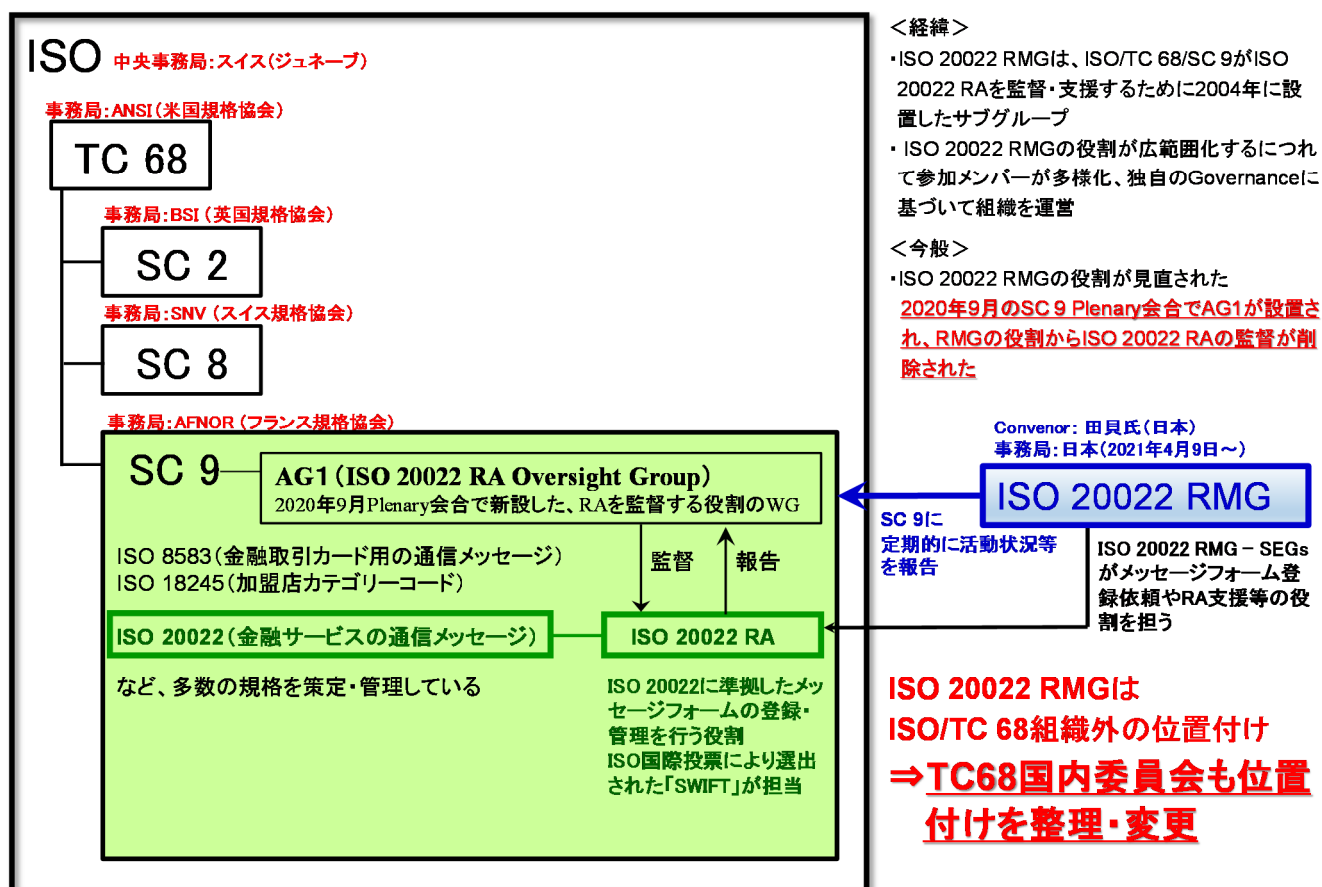 ISO 中央事務局:スイス(ジュネーブ)
事務局:ANSI(米国規格協会)
TC 68
事務局:BSI (英国規格協会)
SC 2
事務局:SNV (スイス規格協会)
SC 8
事務局:AFNOR (フランス規格協会)
SC 9
AG1(ISO 20022 RA Oversight Group)
2020年9月Plenary会合で新設した、RAを監督する役割のWG
ISO 8583(金融取引カード用の通信メッセージ)
ISO 18245(加盟店カテゴリーコード)
監督
報告
ISO 20022(金融サービスの通信メッセージ)
ISO 20022 RA
など、多数の規格を策定・管理している
ISO 20022に準拠したメッ
セージフォームの登録・
管理を行う役割
ISO国際投票により選出
された「SWIFT」が担当
<経緯>
・ISO 20022 RMGは、ISO/TC 68/SC 9がISO
20022 RAを監督・支援するために2004年に設
置したサブグループ
・ ISO 20022 RMGの役割が広範囲化するにつれ
て参加メンバーが多様化、独自のGovernanceに
基づいて組織を運営
<今般>
・ISO 20022 RMGの役割が見直された
2020年9月のSC 9 Plenary会合でAG1が設置さ
れ、RMGの役割からISO 20022 RAの監督が削
除された
Convenor: 田貝氏(日本)
事務局:日本(2021年4月9日~)
ISO 20022 RMG
SC 9に
定期的に活動状況等
を報告
ISO 20022 RMG – SEGs
がメッセージフォーム登
録依頼やRA支援等の役
割を担う
ISO 20022 RMGは
ISO/TC 68組織外の位置付け
⇒TC68国内委員会も位置
付けを整理・変更